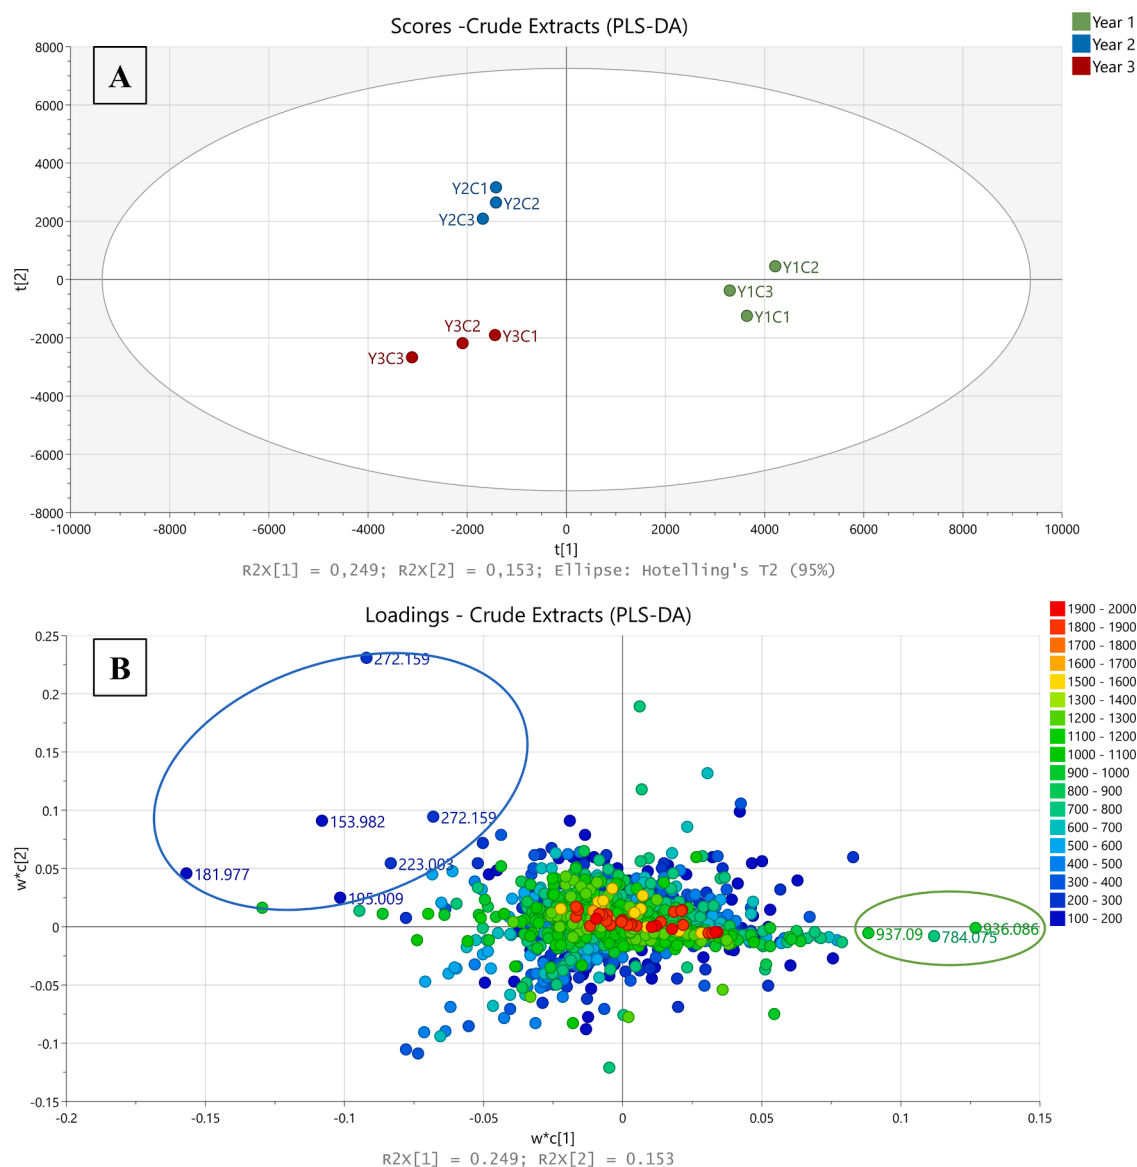 Scores -Crude Extracts (PLS-DA)
Year 1
Year 2
Year 3
A
8000
6000
4000
2000
0
-2000
-4000
-6000
-8000
t[2]
Y2C1
Y2C2
Y2C3
Y1C2
Y1C3
Y1C1
Y3C2
Y3C1
Y3C3
-10000 -8000 -6000 -4000 -2000 0 2000 4000 6000 8000 10000
t[1]
R2X[1] = 0,249; R2X[2] = 0,153; Ellipse: Hotelling's T2 (95%)
Loadings - Crude Extracts (PLS-DA)
B
0.25
0.2
0.15
0.1
0.05
0
-0.05
-0.1
-0.15
w*c[2]
272.159
153.982
272.159
223.003
181.977
195.009
937.09
784.075
936.086
1900 - 2000
1800 - 1900
1700 - 1800
1600 - 1700
1500 - 1600
1300 - 1400
1200 - 1300
1100 - 1200
1000 - 1100
900 - 1000
800 - 900
700 - 800
600 - 700
500 - 600
400 - 500
300 - 400
200 - 300
100 - 200
-0.2 -0.15 -0.1 -0.05 0 0.05 0.1 0.15
w*c[1]
R2X[1] = 0.249; R2X[2] = 0.153